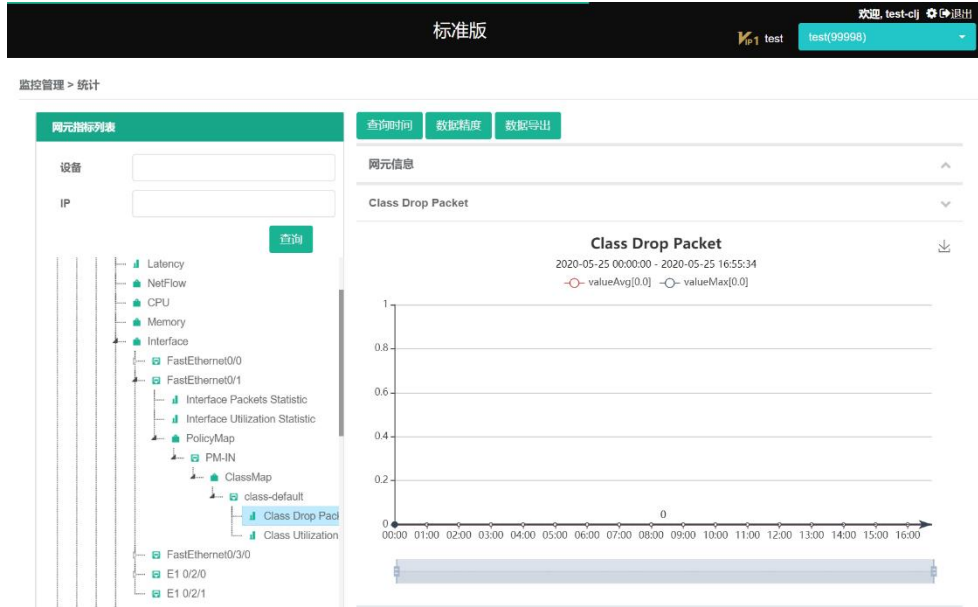 欢迎, test-clj 退出
标准版
VIP1 test test(99998)
监控管理 > 统计
网元指标列表
设备
IP
查询
Latency
NetFlow
CPU
Memory
Interface
FastEthernet0/0
FastEthernet0/1
Interface Packets Statistic
Interface Utilization Statistic
PolicyMap
PM-IN
ClassMap
class-default
Class Drop Pack
Class Utilization
FastEthernet0/3/0
E1 0/2/0
E1 0/2/1
查询时间 数据精度 数据导出
网元信息
Class Drop Packet
Class Drop Packet
2020-05-25 00:00:00 - 2020-05-25 16:55:34
valueAvg[0.0] valueMax[0.0]
1
0.8
0.6
0.4
0.2
0
0
00:00 01:00 02:00 03:00 04:00 05:00 06:00 07:00 08:00 09:00 10:00 11:00 12:00 13:00 14:00 15:00 16:00